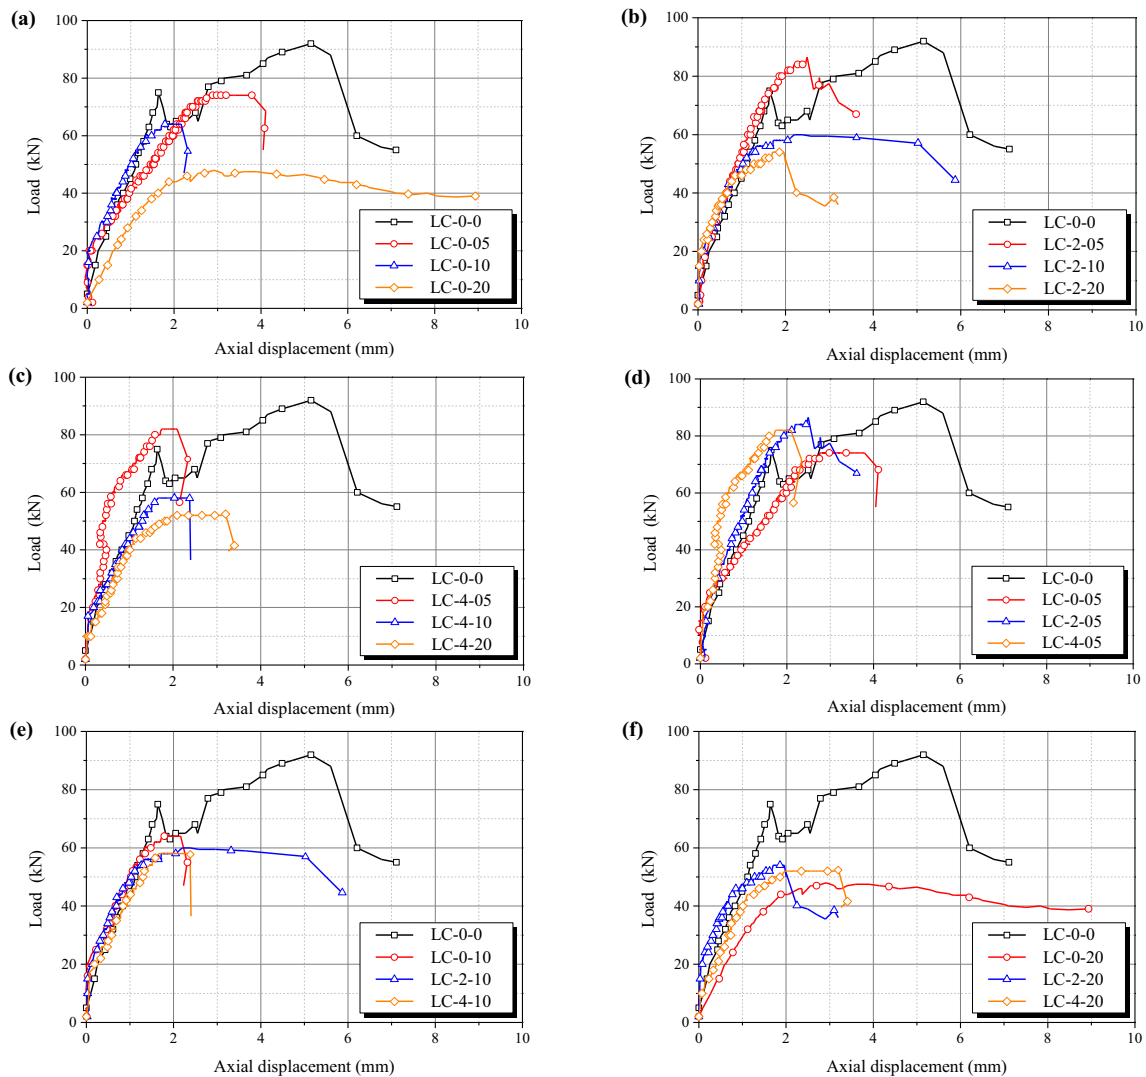 (a)
100
80
60
40
20
0
Load (kN)
0 2 4 6 8 10
Axial displacement (mm)
LC-0-0
LC-0-05
LC-0-10
LC-0-20
(b)
100
80
60
40
20
0
Load (kN)
0 2 4 6 8 10
Axial displacement (mm)
LC-0-0
LC-2-05
LC-2-10
LC-2-20
(c)
100
80
60
40
20
0
Load (kN)
0 2 4 6 8 10
Axial displacement (mm)
LC-0-0
LC-4-05
LC-4-10
LC-4-20
(d)
100
80
60
40
20
0
Load (kN)
0 2 4 6 8 10
Axial displacement (mm)
LC-0-0
LC-0-05
LC-2-05
LC-4-05
(e)
100
80
60
40
20
0
Load (kN)
0 2 4 6 8 10
Axial displacement (mm)
LC-0-0
LC-0-10
LC-2-10
LC-4-10
(f)
100
80
60
40
20
0
Load (kN)
0 2 4 6 8 10
Axial displacement (mm)
LC-0-0
LC-0-20
LC-2-20
LC-4-20